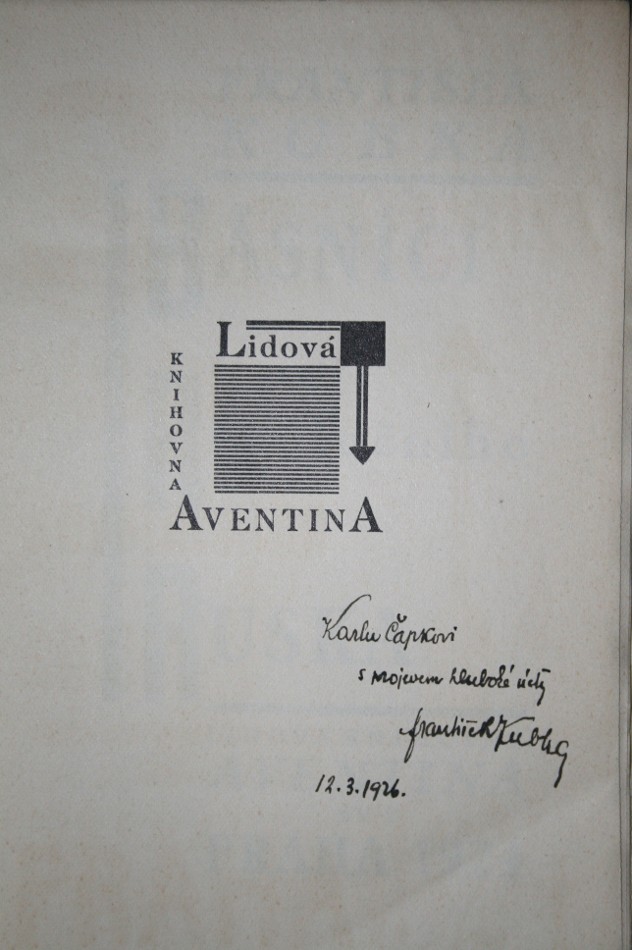 Lidová
KNIHOVNA
AVENTINA
Karlu Čapkovi
s projevem hluboké úcty
František Kubka
12.3.1926.